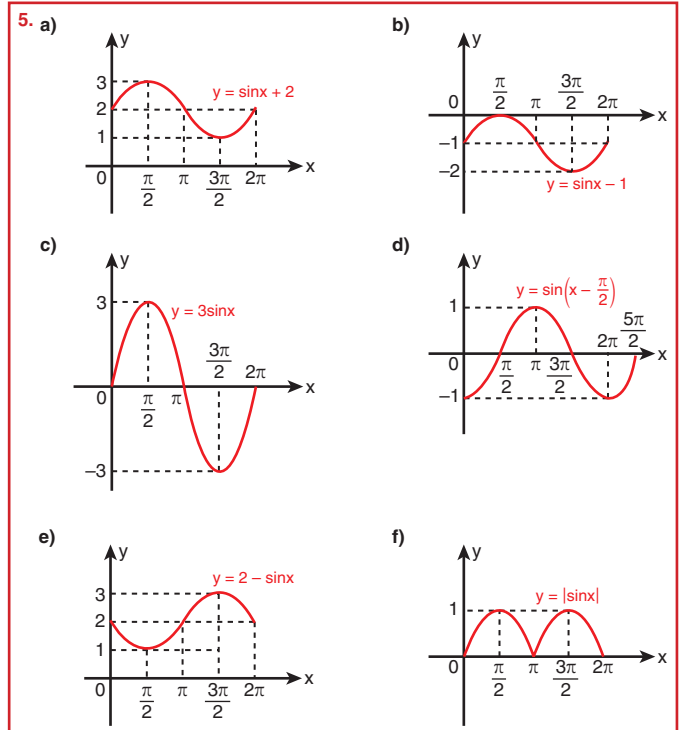 5. a)
y
3
2
1
0
y = sinx + 2
π/2
π
3π/2
2π
x
b)
y
0
π/2
π
3π/2
2π
x
–1
–2
y = sinx – 1
c)
y
3
y = 3sinx
3π/2
2π
0
π/2
π
x
–3
d)
y
y = sin(x – π/2)
1
2π
5π/2
0
π/2
π
3π/2
x
–1
e)
y
y = 2 – sinx
3
2
1
0
π/2
π
3π/2
2π
x
f)
y
y = |sinx|
1
0
π/2
π
3π/2
2π
x